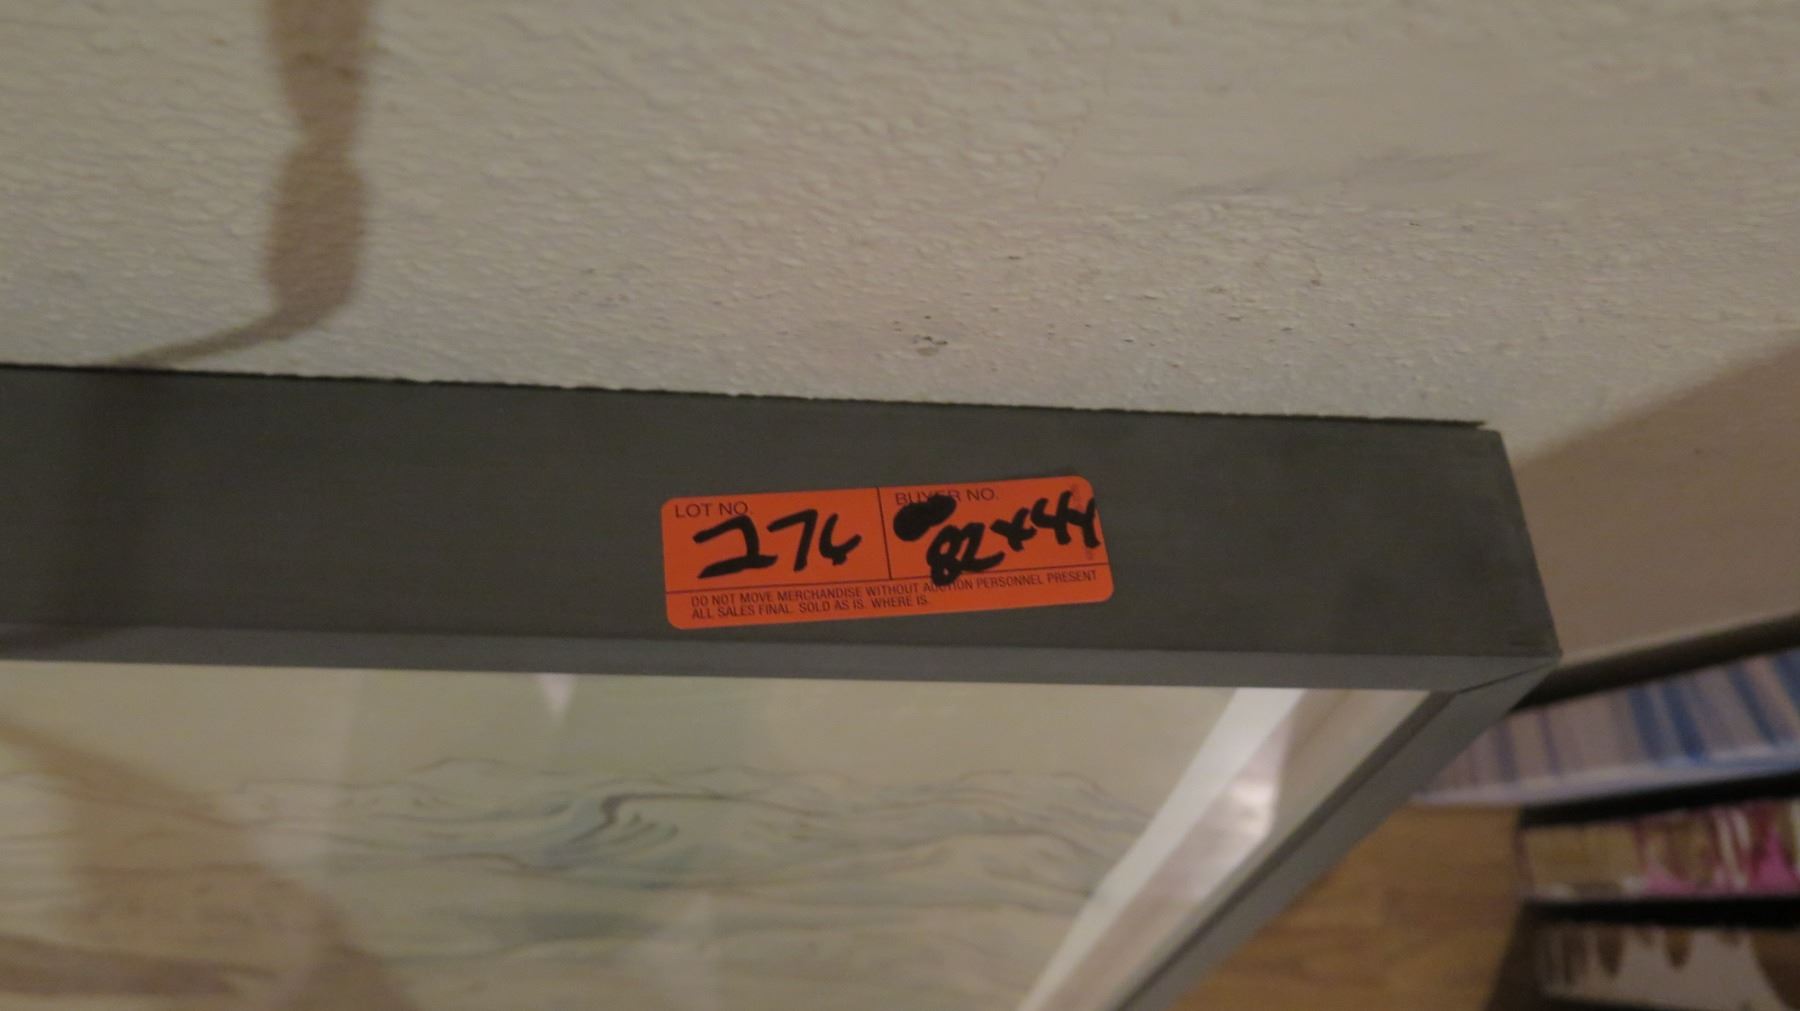 LOT NO. BUYER NO.
276 82x44
DO NOT MOVE MERCHANDISE WITHOUT AUCTION PERSONNEL PRESENT
ALL SALES FINAL. SOLD AS IS. WHERE IS.